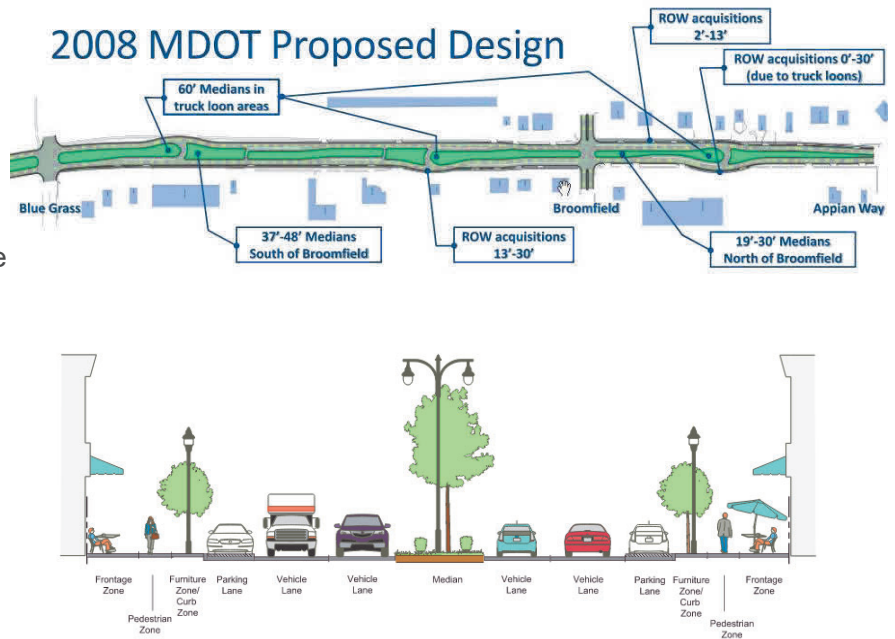 2008 MDOT Proposed Design
ROW acquisitions
2'-13'
ROW acquisitions 0'-30'
(due to truck loons)
60' Medians in
truck loon areas
Blue Grass
Broomfield
Appian Way
37'-48' Medians
South of Broomfield
ROW acquisitions
13'-30'
19'-30' Medians
North of Broomfield
e
Frontage
Zone
Pedestrian
Zone
Furniture
Zone/
Curb
Zone
Parking
Lane
Vehicle
Lane
Vehicle
Lane
Median
Vehicle
Lane
Vehicle
Lane
Parking
Lane
Furniture
Zone/
Curb
Zone
Pedestrian
Zone
Frontage
Zone